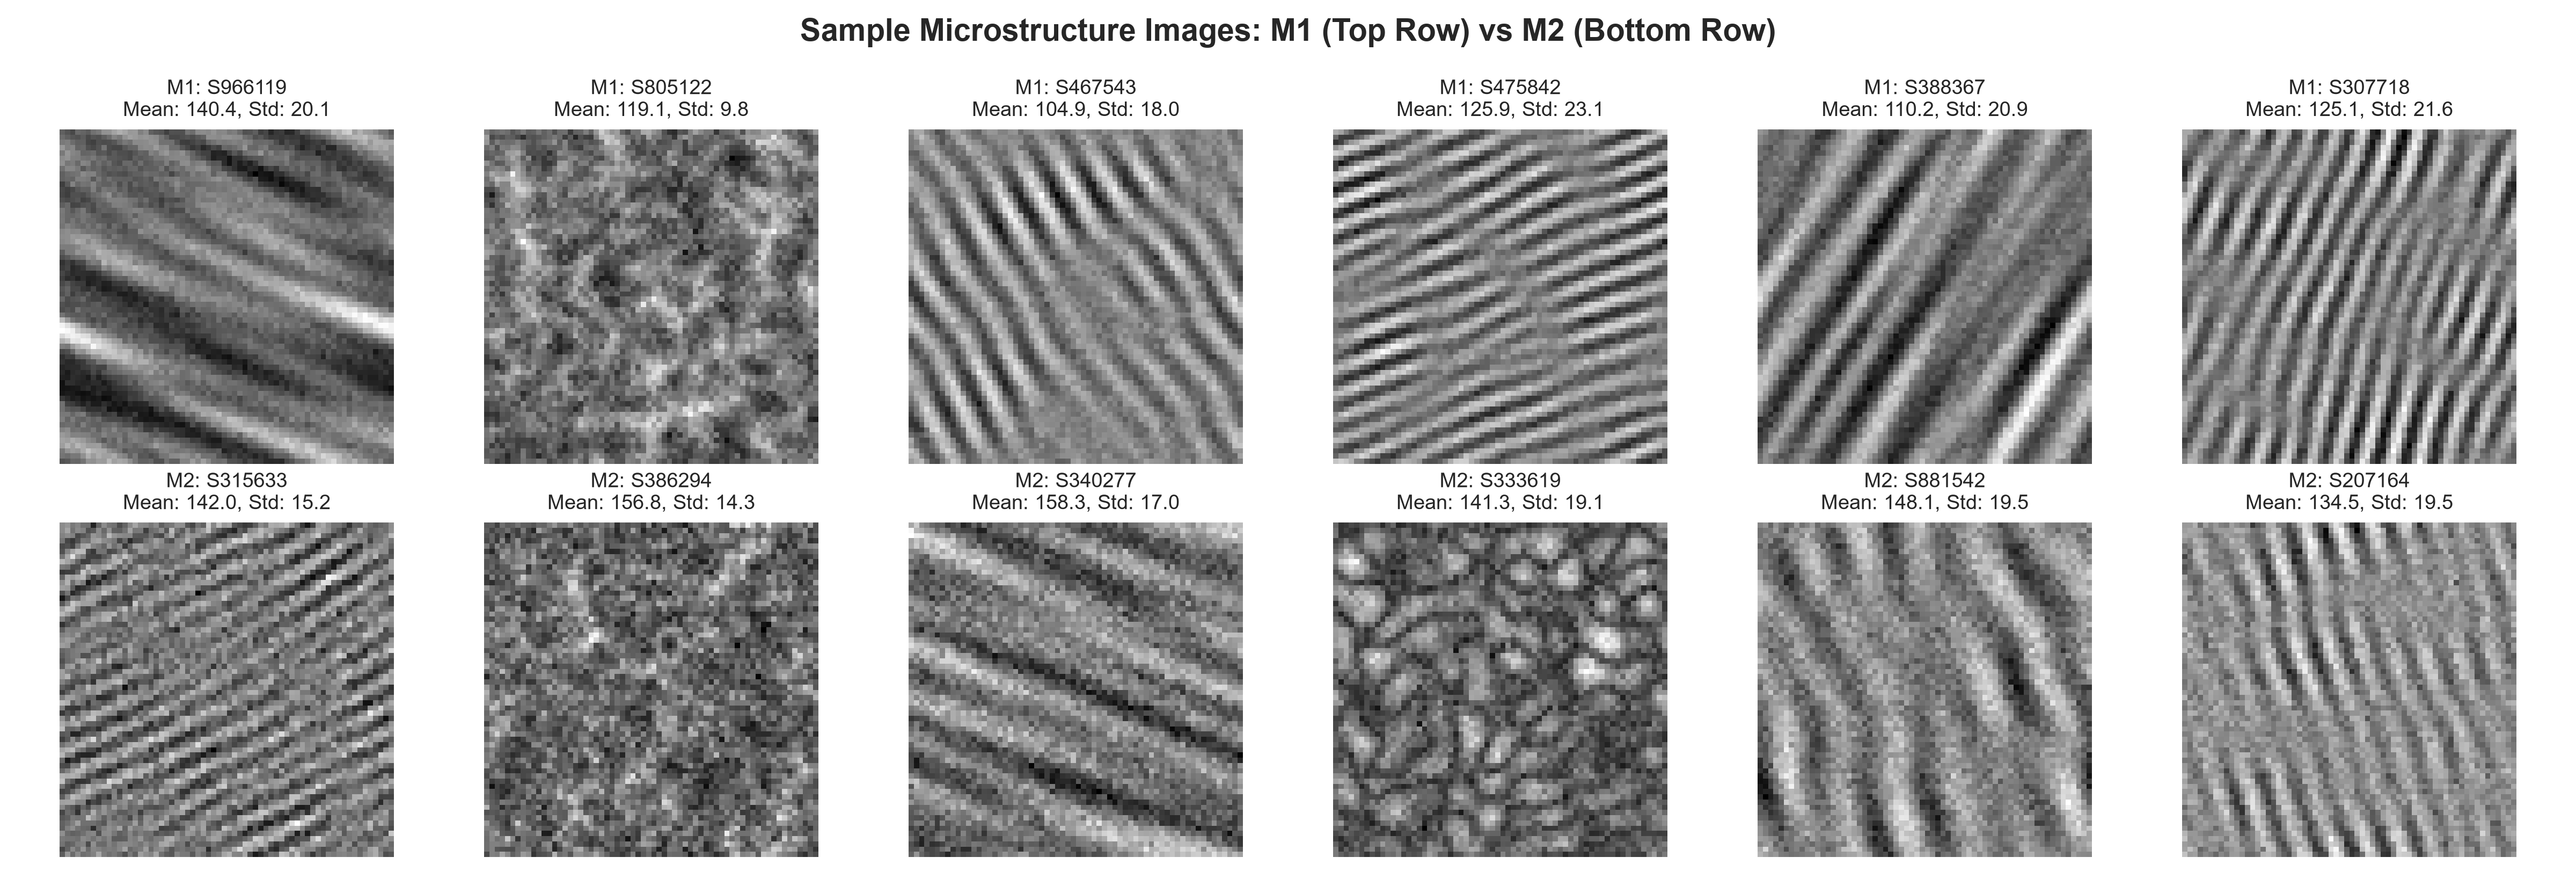 Sample Microstructure Images: M1 (Top Row) vs M2 (Bottom Row)
M1: S966119
Mean: 140.4, Std: 20.1
M1: S805122
Mean: 119.1, Std: 9.8
M1: S467543
Mean: 104.9, Std: 18.0
M1: S475842
Mean: 125.9, Std: 23.1
M1: S388367
Mean: 110.2, Std: 20.9
M1: S307718
Mean: 125.1, Std: 21.6
M2: S315633
Mean: 142.0, Std: 15.2
M2: S386294
Mean: 156.8, Std: 14.3
M2: S340277
Mean: 158.3, Std: 17.0
M2: S333619
Mean: 141.3, Std: 19.1
M2: S881542
Mean: 148.1, Std: 19.5
M2: S207164
Mean: 134.5, Std: 19.5